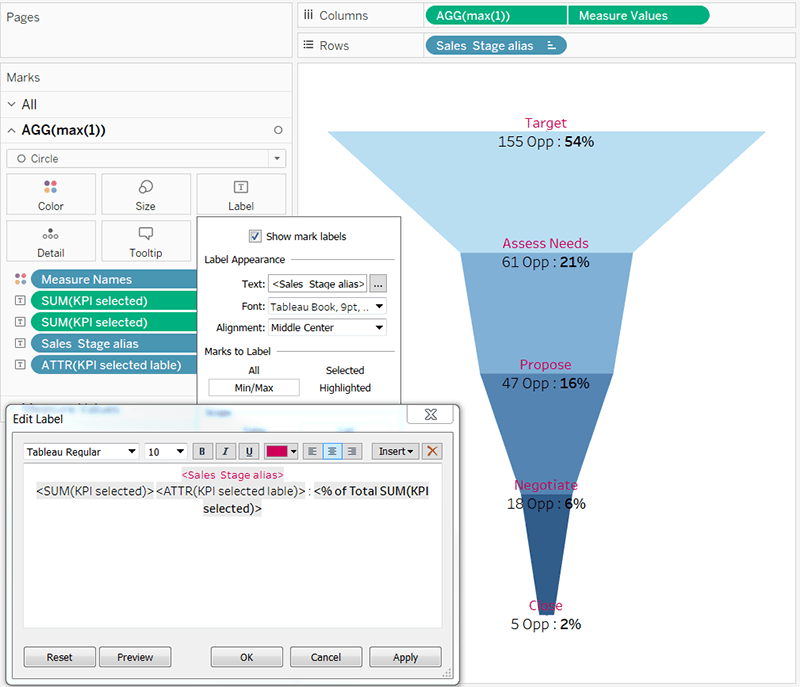 Pages
Columns
AGG(max(1))
Measure Values
Rows
Sales Stage alias
Marks
All
AGG(max(1))
Circle
Color
Size
Label
Detail
Tooltip
Measure Names
SUM(KPI selected)
SUM(KPI selected)
Sales Stage alias
ATTR(KPI selected lable)
Show mark labels
Label Appearance
Text: <Sales Stage alias> ...
Font: Tableau Book, 9pt, ..
Alignment: Middle Center
Marks to Label
All
Selected
Min/Max
Highlighted
Edit Label
Tableau Regular
10
B
I
U
Insert
<Sales Stage alias>
<SUM(KPI selected)><ATTR(KPI selected lable)> : <% of Total SUM(KPI
selected)>
Reset
Preview
OK
Cancel
Apply
Target
155 Opp : 54%
Assess Needs
61 Opp : 21%
Propose
47 Opp : 16%
Negotiate
18 Opp : 6%
Close
5 Opp : 2%